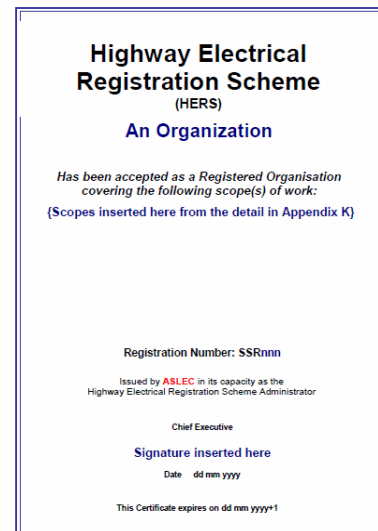 Highway Electrical
Registration Scheme
(HERS)
An Organization
Has been accepted as a Registered Organisation
covering the following scope(s) of work:
{Scopes inserted here from the detail in Appendix K}
Registration Number: SSRnnn
Issued by ASLEC in its capacity as the
Highway Electrical Registration Scheme Administrator
Chief Executive
Signature inserted here
Date dd mm yyyy
This Certificate expires on dd mm yyyy+1